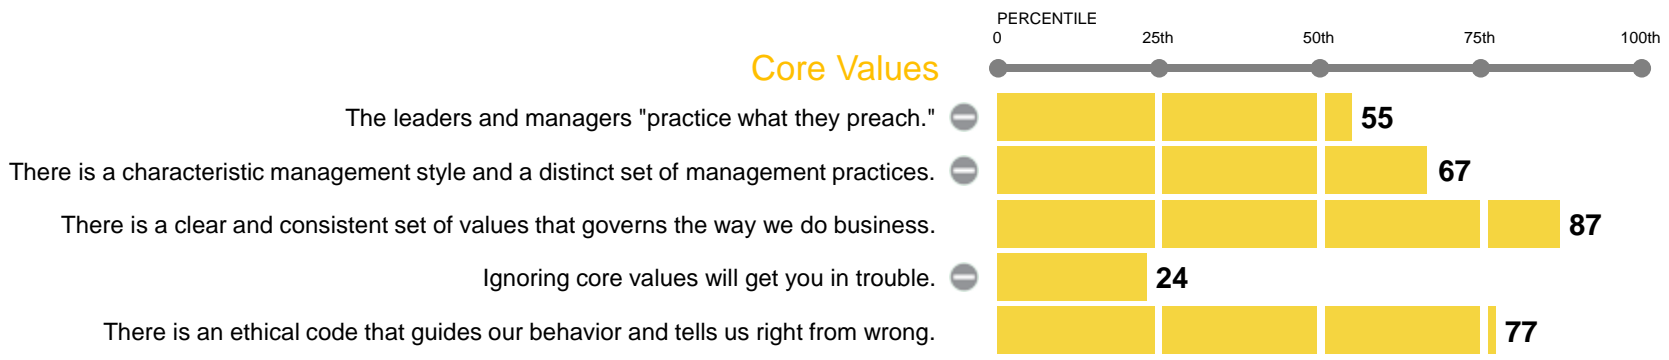 PERCENTILE
0 25th 50th 75th 100th
Core Values
The leaders and managers "practice what they preach." 55
There is a characteristic management style and a distinct set of management practices. 67
There is a clear and consistent set of values that governs the way we do business. 87
Ignoring core values will get you in trouble. 24
There is an ethical code that guides our behavior and tells us right from wrong. 77